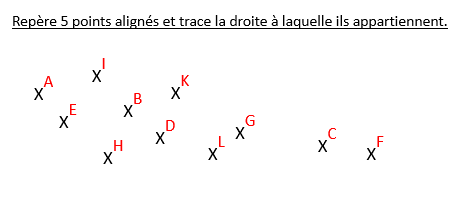 Repère 5 points alignés et trace la droite à laquelle ils appartiennent.
X I
X A
X K
X B
X E
X D
X G
X H
X L
X C
X F